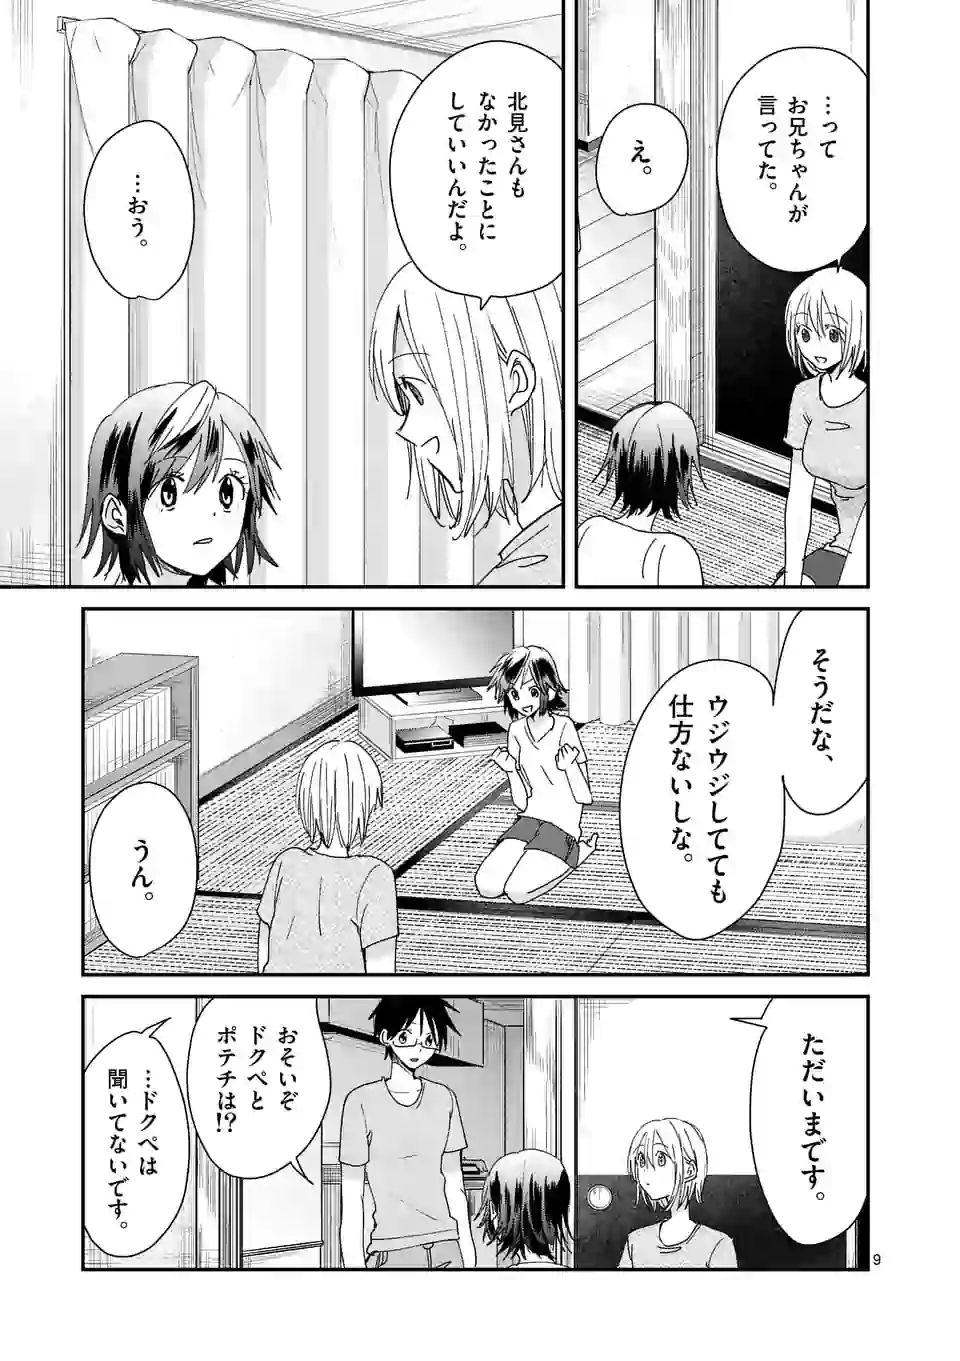 …って
お兄ちゃんが
言ってた。
え。
北見さんも
なかったことに
していいんだよ。
…おう。
そうだな、
ウジウジしてても
仕方ないしな。
うん。
ただいまです。
おそいぞ
ドクペと
ポテチは!?
…ドクペは
聞いてないです。
9